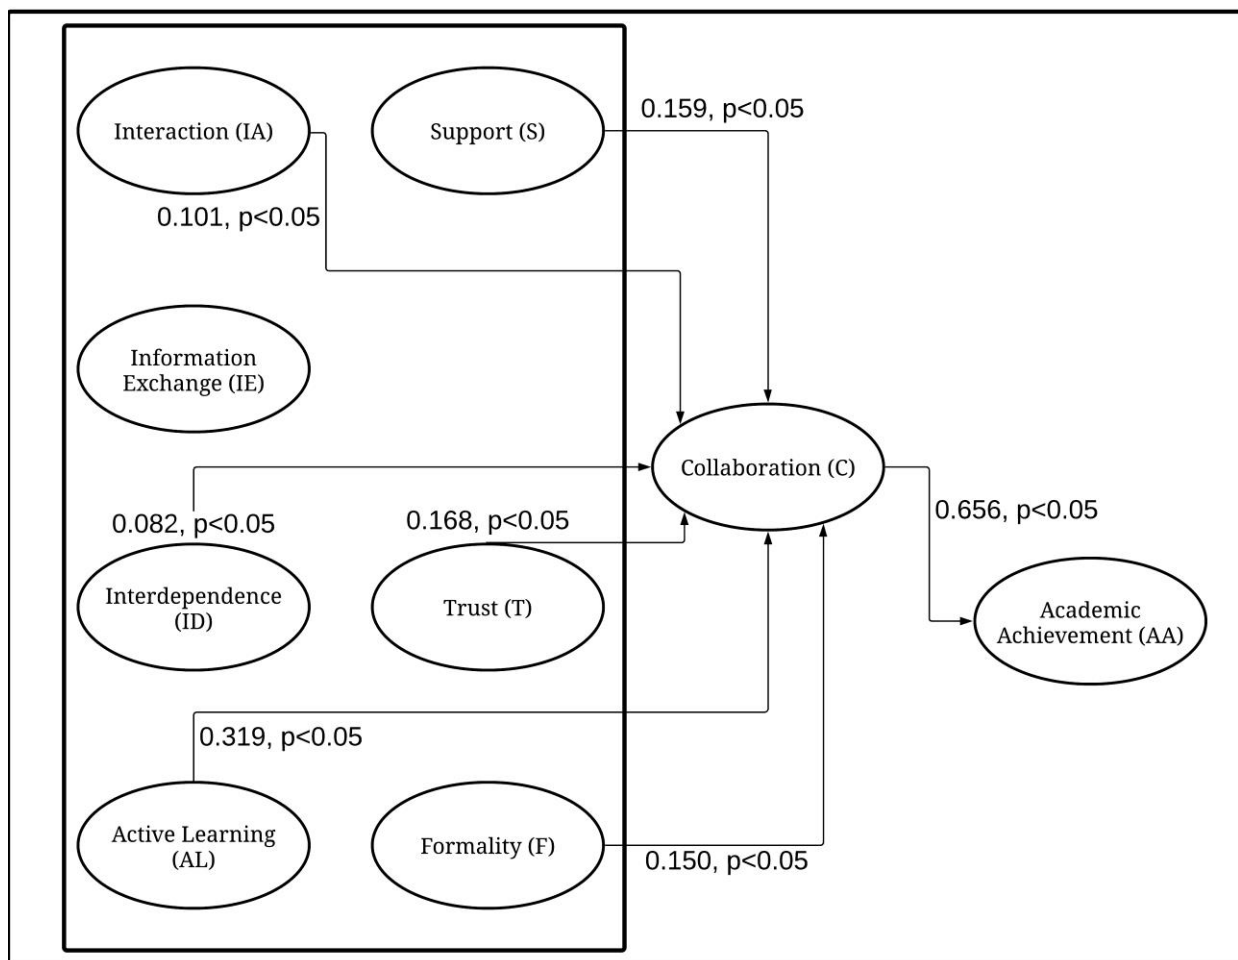 Interaction (IA)
Support (S)
0.159, p<0.05
0.101, p<0.05
Information
Exchange (IE)
Collaboration (C)
0.082, p<0.05
0.168, p<0.05
0.656, p<0.05
Interdependence
(ID)
Trust (T)
Academic
Achievement (AA)
0.319, p<0.05
Active Learning
(AL)
Formality (F)
0.150, p<0.05